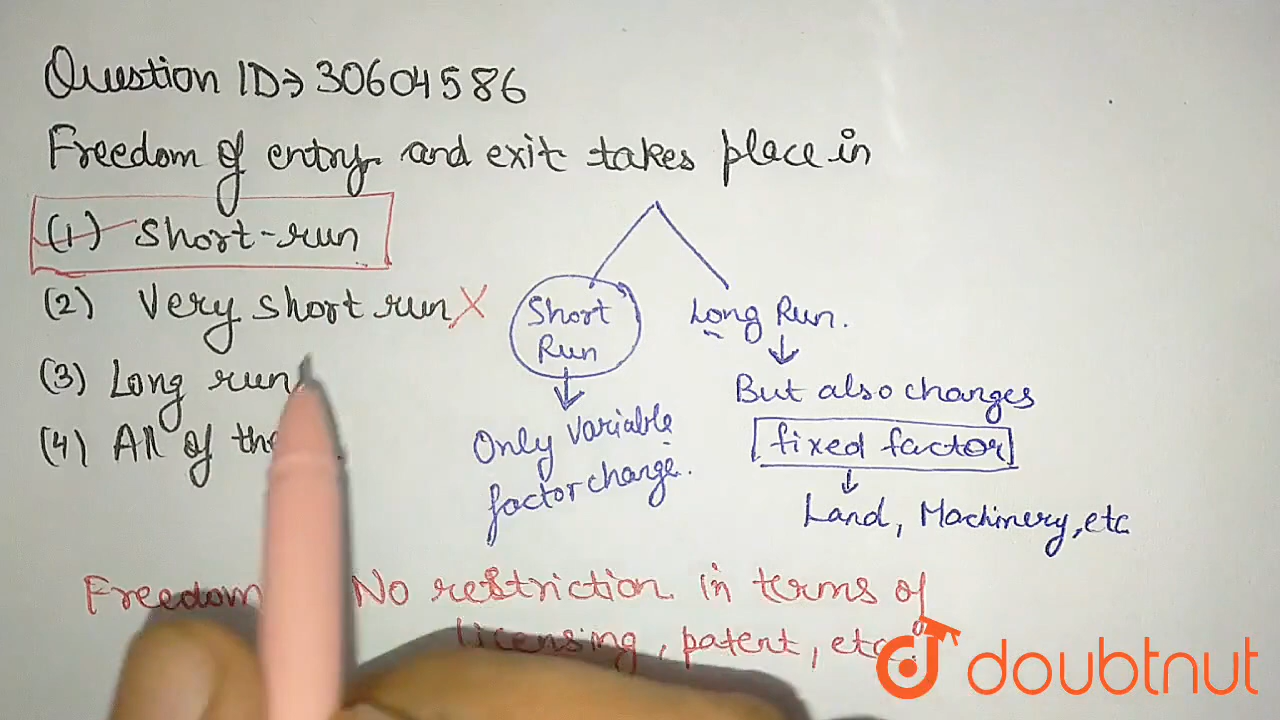 Question ID→ 30604586
Freedom of entry and exit takes place in
(1) Short-run
(2) Very short run X
(3) Long run
(4) All of
Short
Run
Only variable
factor change.
Long Run.
But also changes
fixed factor
Land, Machinery, etc
Freedom No restriction in terms of
licensing, patent, etc.
doubtnut